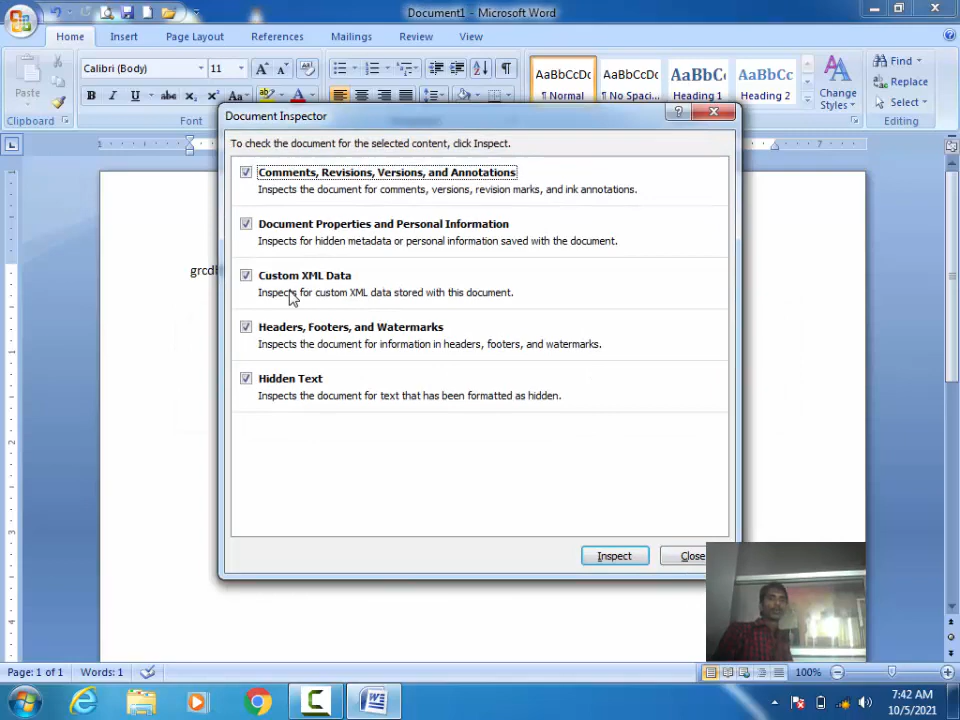 Document1 - Microsoft Word
Home Insert Page Layout References Mailings Review View
Calibri (Body) 11
AaBbCcDc AaBbCcDc AaBbC AaBbCc
Find
Paste
Replace
B I U abc X₂ X² Aa A
¶ Normal ¶ No Spaci... Heading 1 Heading 2
Change
Styles
Select
Clipboard Font Editing
Document Inspector
To check the document for the selected content, click Inspect.
Comments, Revisions, Versions, and Annotations
Inspects the document for comments, versions, revision marks, and ink annotations.
Document Properties and Personal Information
Inspects for hidden metadata or personal information saved with the document.
Custom XML Data
Inspects for custom XML data stored with this document.
Headers, Footers, and Watermarks
Inspects the document for information in headers, footers, and watermarks.
Hidden Text
Inspects the document for text that has been formatted as hidden.
Inspect Close
Page: 1 of 1 Words: 1 100%
7:42 AM
10/5/2021